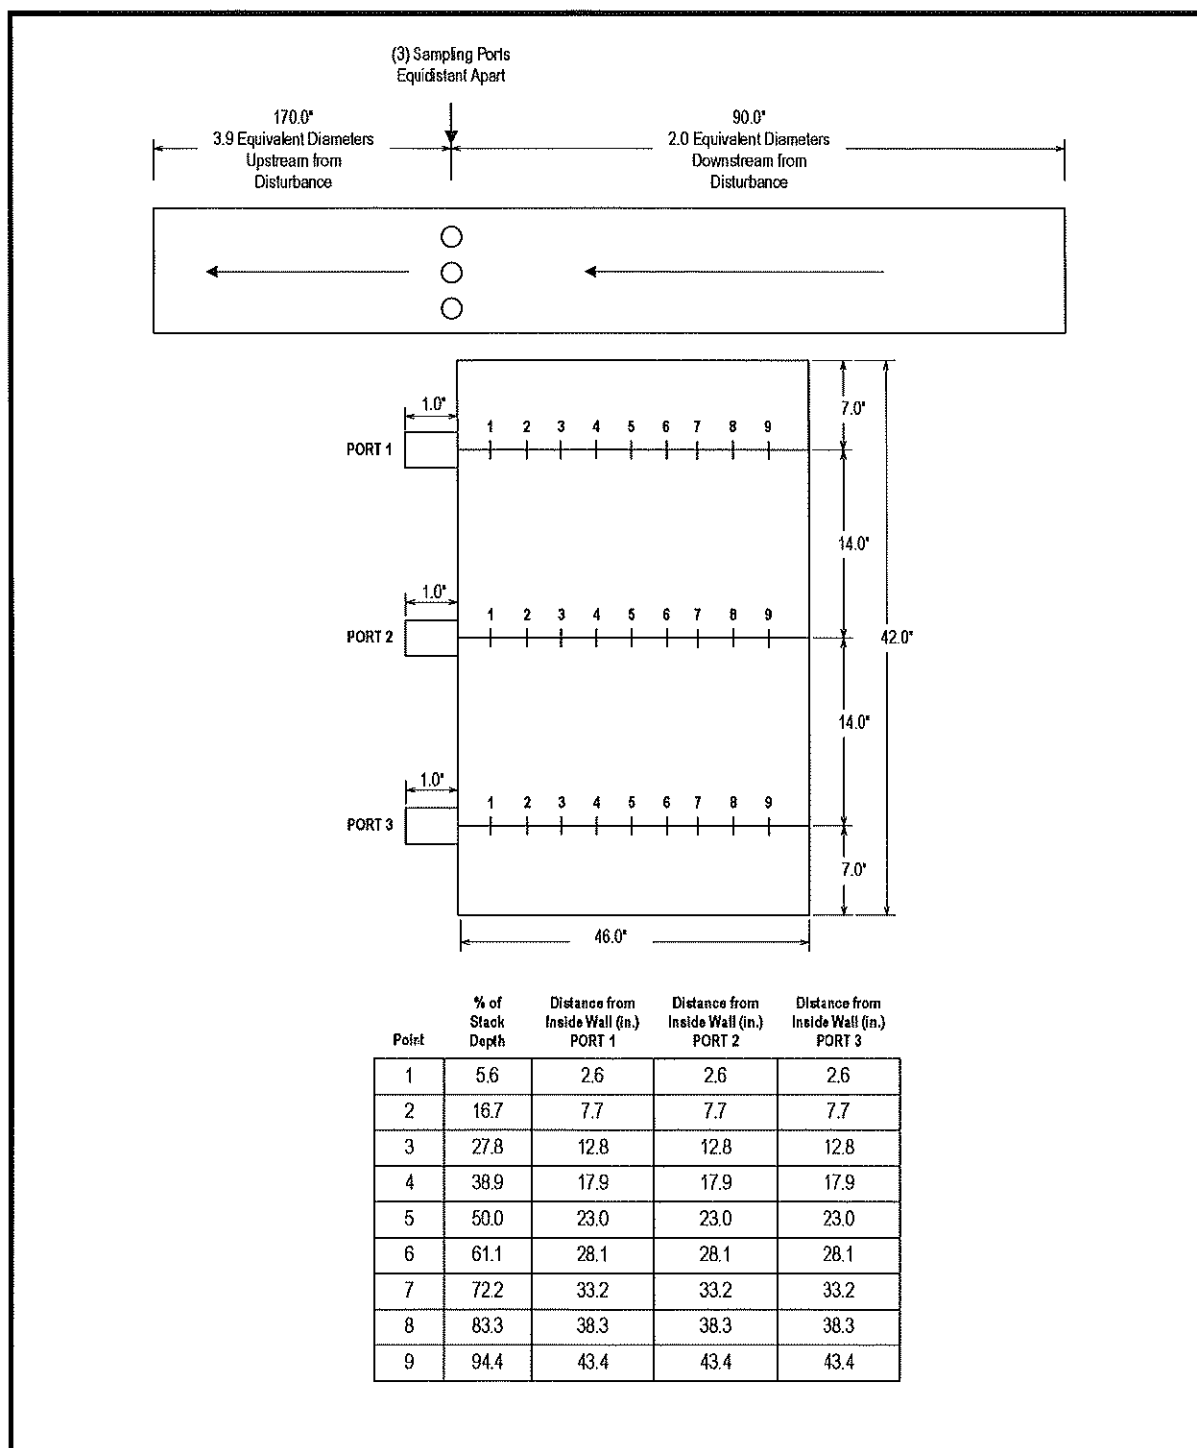 (3) Sampling Ports
Equidistant Apart
170.0"
3.9 Equivalent Diameters
Upstream from
Disturbance
90.0"
2.0 Equivalent Diameters
Downstream from
Disturbance
1.0"
PORT 1
1 2 3 4 5 6 7 8 9
7.0"
14.0"
1.0"
PORT 2
1 2 3 4 5 6 7 8 9
42.0"
14.0"
1.0"
PORT 3
1 2 3 4 5 6 7 8 9
7.0"
46.0"
Point
% of
Stack
Depth
Distance from
Inside Wall (in.)
PORT 1
Distance from
Inside Wall (in.)
PORT 2
Distance from
Inside Wall (in.)
PORT 3
1 5.6 2.6 2.6 2.6
2 16.7 7.7 7.7 7.7
3 27.8 12.8 12.8 12.8
4 38.9 17.9 17.9 17.9
5 50.0 23.0 23.0 23.0
6 61.1 28.1 28.1 28.1
7 72.2 33.2 33.2 33.2
8 83.3 38.3 38.3 38.3
9 94.4 43.4 43.4 43.4